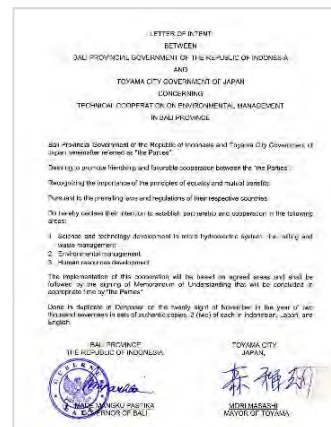 LETTER OF INTENT
BETWEEN
BALI PROVINCIAL GOVERNMENT OF THE REPUBLIC OF INDONESIA
AND
TOYAMA CITY GOVERNMENT OF JAPAN
CONCERNING
TECHNICAL COOPERATION ON ENVIRONMENTAL MANAGEMENT
IN BALI PROVINCE
Bali Provincial Government of the Republic of Indonesia and Toyama City Government of
Japan hereinafter referred as "the Parties".
Desiring to promote friendship and favorable cooperation between the "the Parties".
Recognizing the importance of the principles of equality and mutual benefits.
Pursuant to the prevailing laws and regulations of their respective countries.
Do hereby declare their intention to establish partnership and cooperation in the following
areas:
1. Science and technology development in micro hydroelectric system, rice milling and
waste management
2. Environmental management
3. Human resources development
The implementation of this cooperation will be based on agreed areas and shall be
followed by the signing of Memorandum of Understanding that will be concluded in
appropriate time by "the Parties".
Done in duplicate at Denpasar on the twenty eight of November in the year of two
thousand seventeen in sets of authentic copies, 2 (two) of each in Indonesian, Japan, and
English.
BALI PROVINCE
THE REPUBLIC OF INDONESIA
TOYAMA CITY
JAPAN,
森 雅志
MADE MANGKU PASTIKA
GOVERNOR OF BALI
MORI MASASHI
MAYOR OF TOYAMA